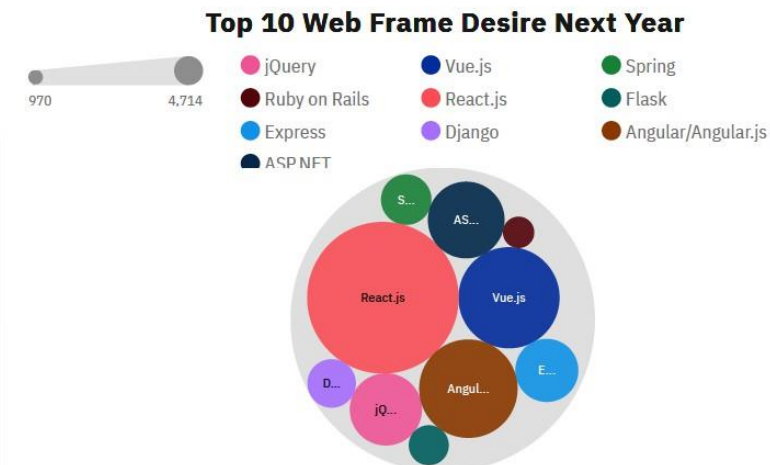 Top 10 Web Frame Desire Next Year
970 4,714
jQuery Vue.js Spring
Ruby on Rails React.js Flask
Express Django Angular/Angular.js
ASP.NET
S...
AS...
React.js Vue.js
E...
D... Angul...
jQ...